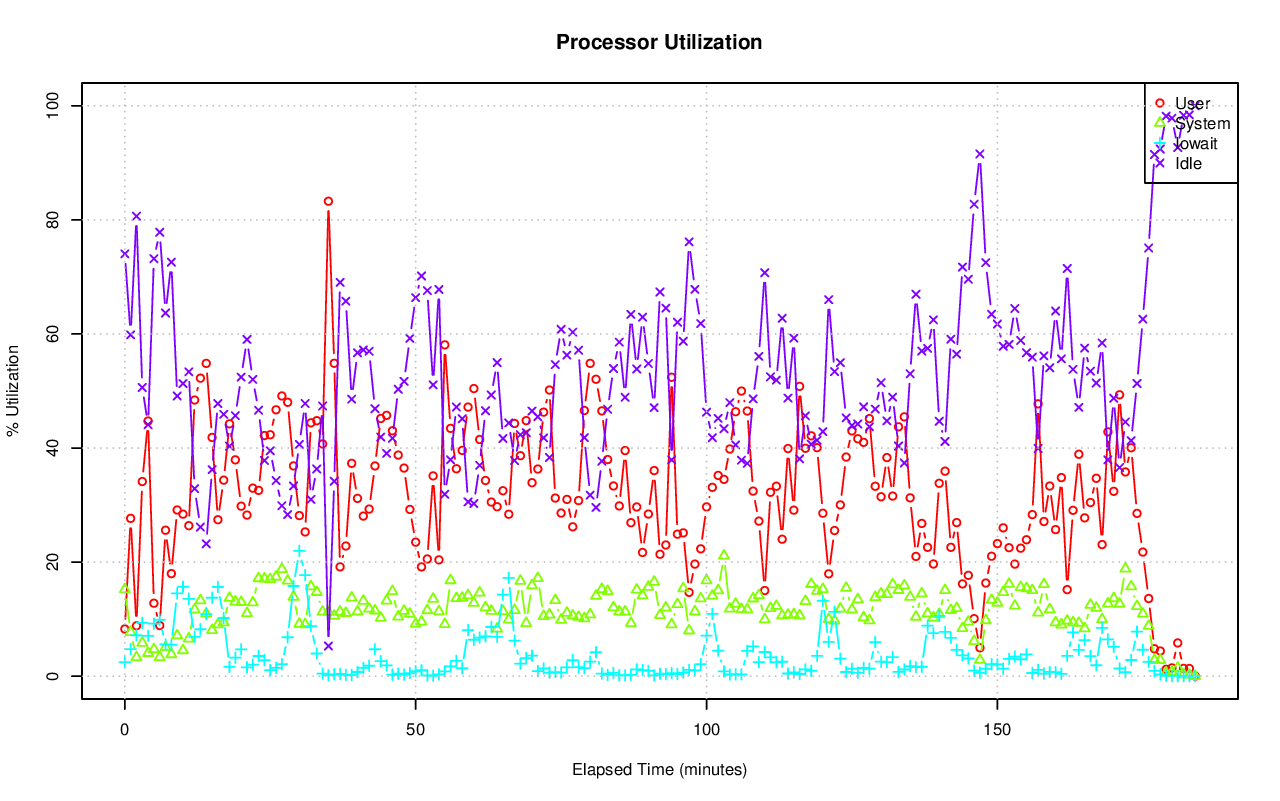 Processor Utilization
% Utilization
100
80
60
40
20
0
User
System
Iowait
Idle
0 50 100 150
Elapsed Time (minutes)